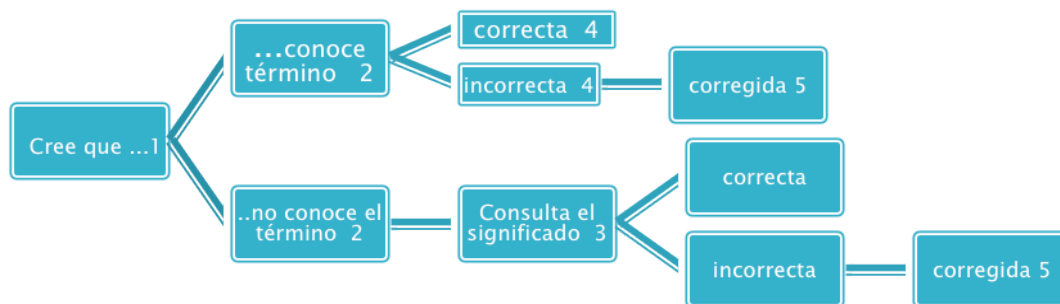 Cree que ...1
...conoce
término 2
correcta 4
incorrecta 4
corregida 5
..no conoce el
término 2
Consulta el
significado 3
correcta
incorrecta
corregida 5